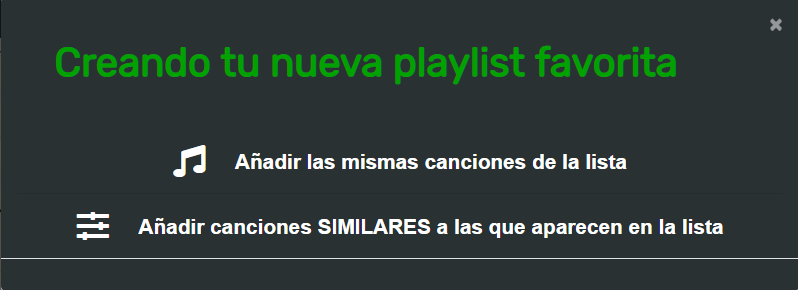 Creando tu nueva playlist favorita
Añadir las mismas canciones de la lista
Añadir canciones SIMILARES a las que aparecen en la lista